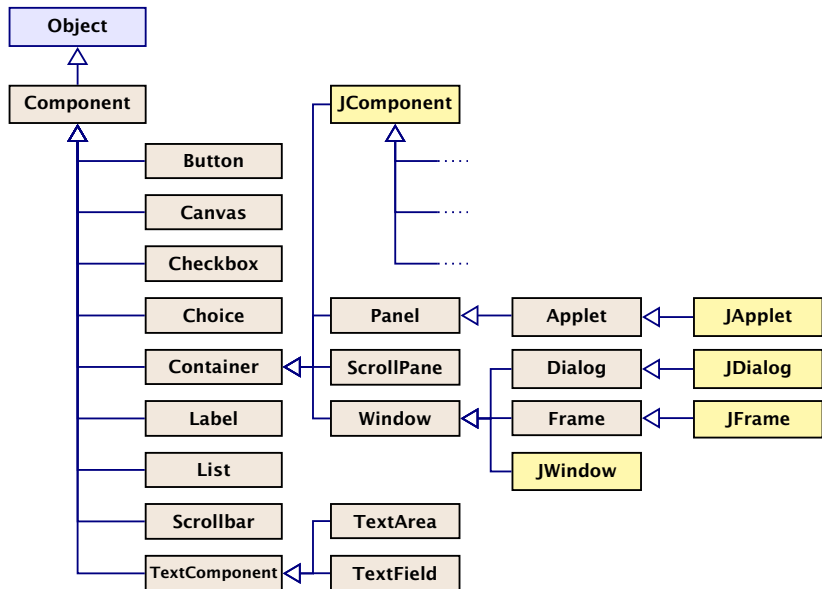 Object
Component
JComponent
Button
....
Canvas
....
Checkbox
....
Choice
Panel
Applet
JApplet
Container
ScrollPane
Dialog
JDialog
Label
Window
Frame
JFrame
List
JWindow
Scrollbar
TextArea
TextComponent
TextField